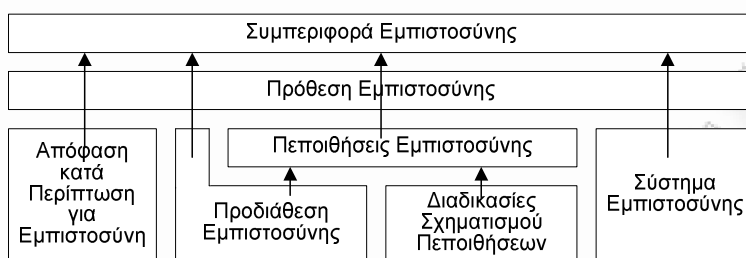 Συμπεριφορά Εμπιστοσύνης
Πρόθεση Εμπιστοσύνης
Απόφαση
κατά
Περίπτωση
για
Εμπιστοσύνη
Πεποιθήσεις Εμπιστοσύνης
Προδιάθεση
Εμπιστοσύνης
Διαδικασίες
Σχηματισμού
Πεποιθήσεων
Σύστημα
Εμπιστοσύνης